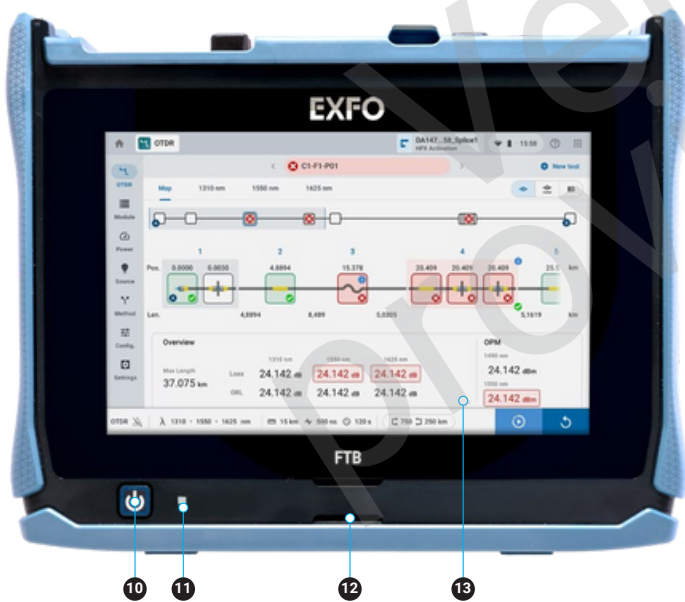 EXFO
OTDR
DA147...58_Splice1
HPX Activation
15:58
C1-F1-P01
New test
OTDR
Module
Power
Source
Method
Config.
Settings
Map
1310 nm
1550 nm
1625 nm
1
2
3
4
5
Pos.
0.0000
0.0030
4.8894
15.378
20.409
20.409
20.409
25.5
km
Len.
4,8894
8,489
5,0305
5,1619
km
Overview
1310 nm
1550 nm
1625 nm
Max Length
37.075 km
Loss
24.142 dB
24.142 dB
24.142 dB
ORL
24.142 dB
24.142 dB
24.142 dB
OPM
1490 nm
24.142 dBm
1550 nm
24.142 dBm
OTDR
λ 1310 - 1550 - 1625 nm
15 km
500 ns
120 s
750
250 km
FTB
10
11
12
13